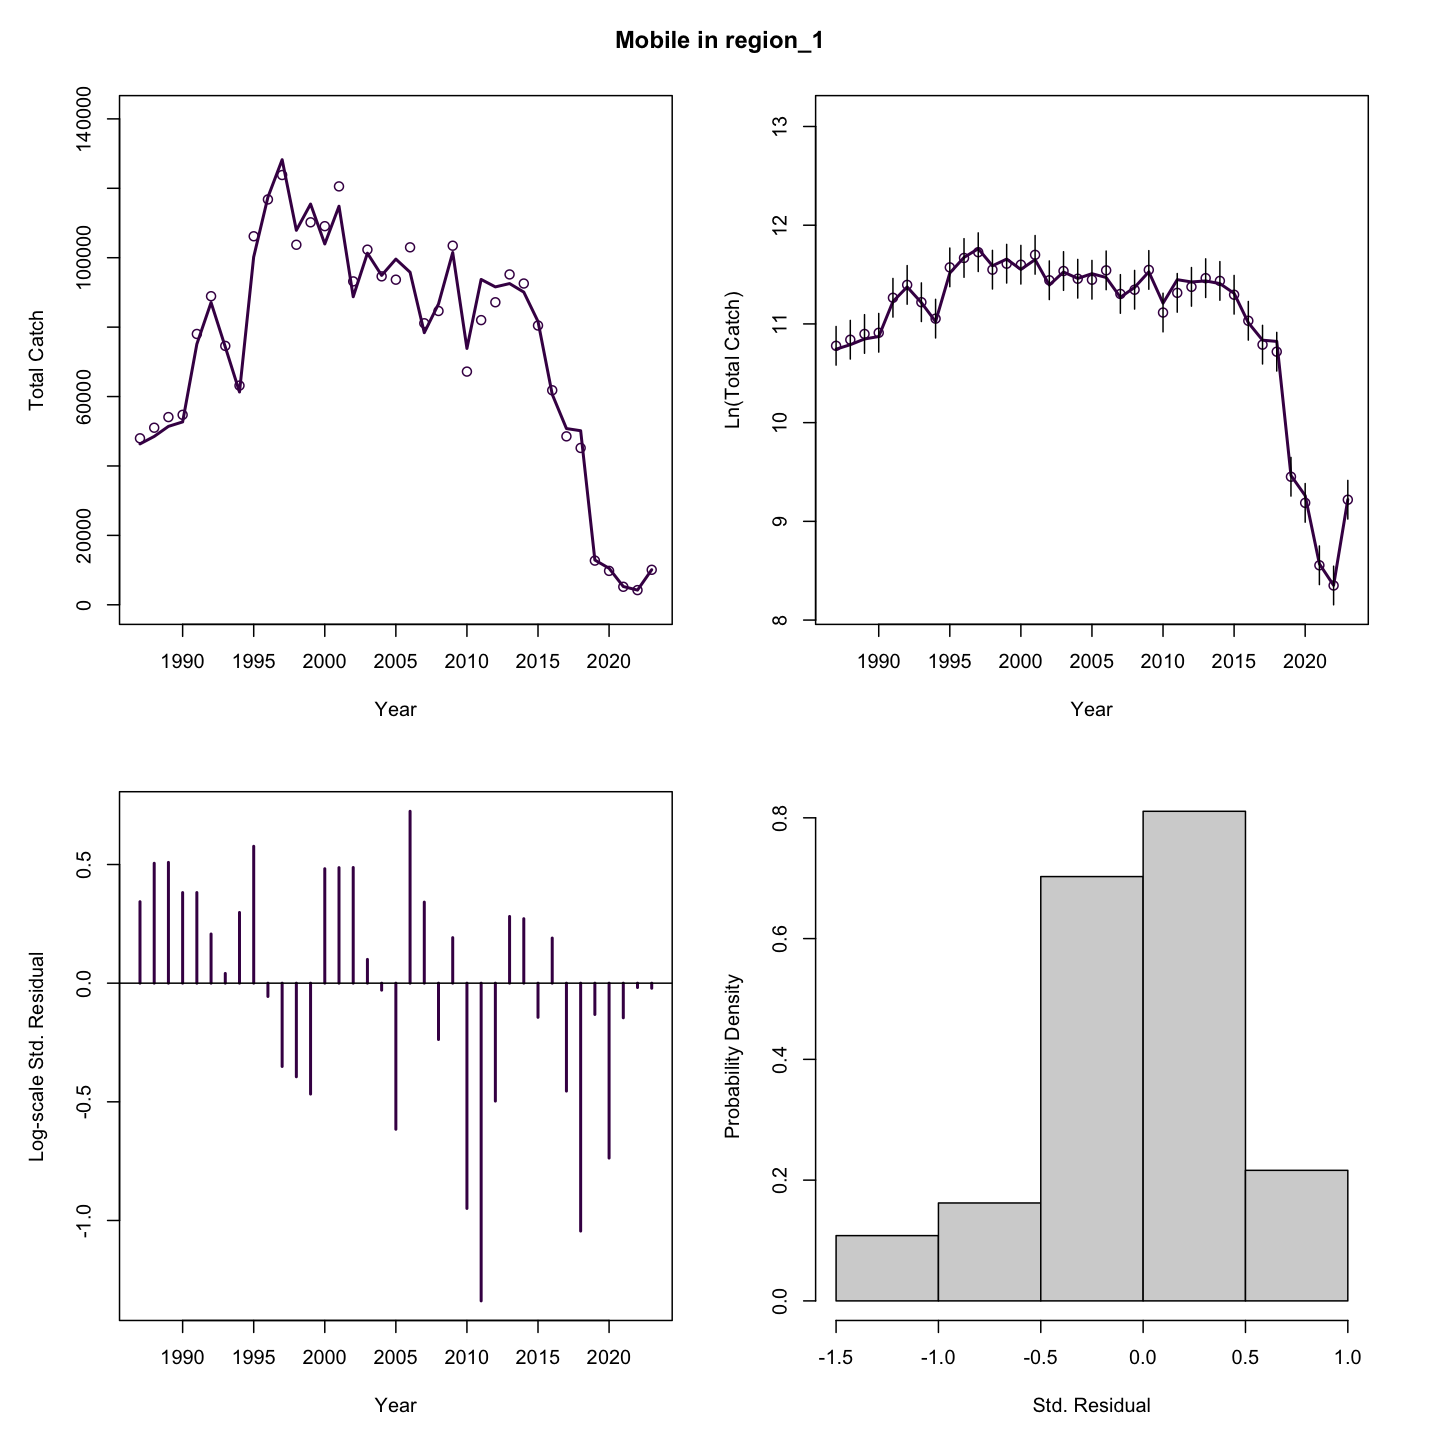 Mobile in region_1
Total Catch
0 20000 60000 100000 140000
1990 1995 2000 2005 2010 2015 2020
Year
Ln(Total Catch)
8 9 10 11 12 13
1990 1995 2000 2005 2010 2015 2020
Year
Log-scale Std. Residual
-1.0 -0.5 0.0 0.5
1990 1995 2000 2005 2010 2015 2020
Year
Probability Density
0.0 0.2 0.4 0.6 0.8
-1.5 -1.0 -0.5 0.0 0.5 1.0
Std. Residual